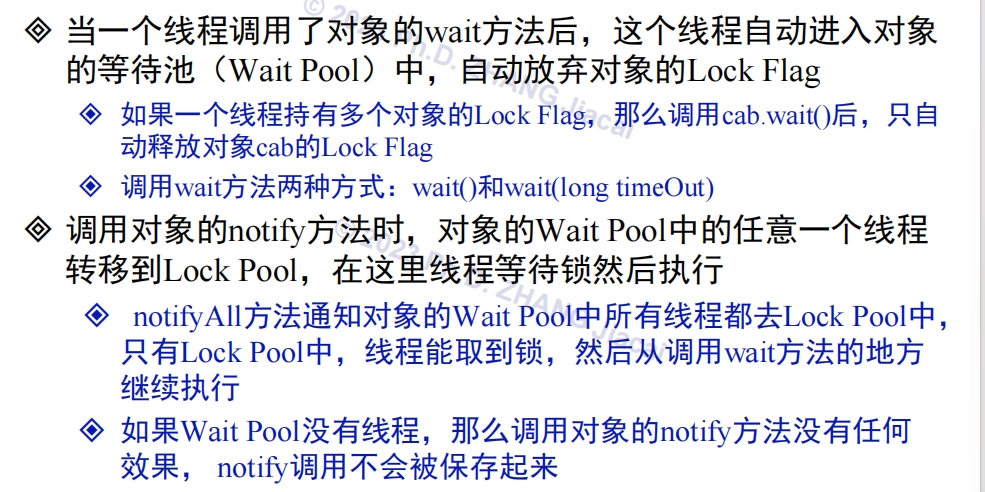 当一个线程调用了对象的wait方法后，这个线程自动进入对象
的等待池（Wait Pool）中，自动放弃对象的Lock Flag
如果一个线程持有多个对象的Lock Flag，那么调用cab.wait()后，只自
动释放对象cab的Lock Flag
调用wait方法两种方式：wait()和wait(long timeOut)
调用对象的notify方法时，对象的Wait Pool中的任意一个线程
转移到Lock Pool，在这里线程等待锁然后执行
notifyAll方法通知对象的Wait Pool中所有线程都去Lock Pool中，
只有Lock Pool中，线程能取到锁，然后从调用wait方法的地方
继续执行
如果Wait Pool没有线程，那么调用对象的notify方法没有任何
效果， notify调用不会被保存起来